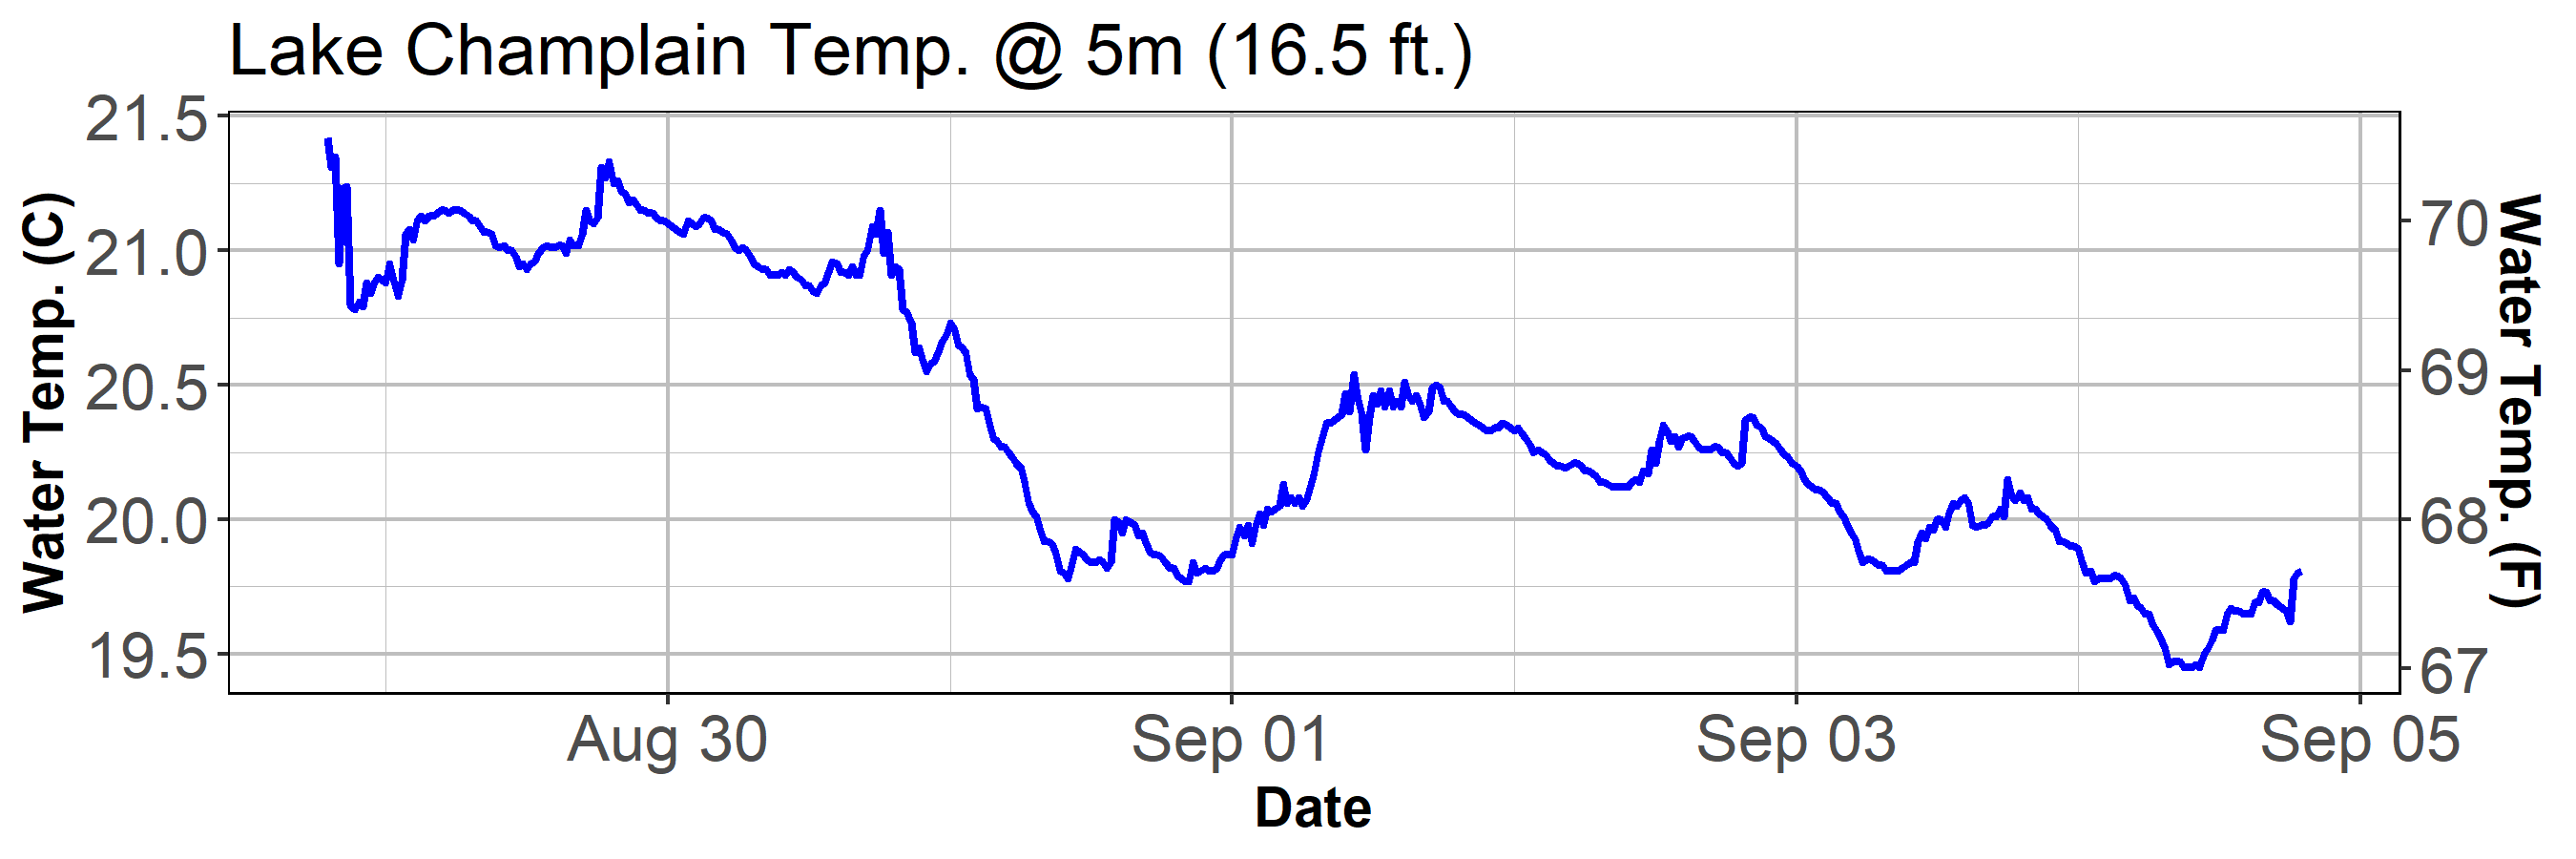 Lake Champlain Temp. @ 5m (16.5 ft.)
Water Temp. (C)
21.5
21.0
20.5
20.0
19.5
70
69
68
67
Water Temp. (F)
Aug 30
Sep 01
Sep 03
Sep 05
Date